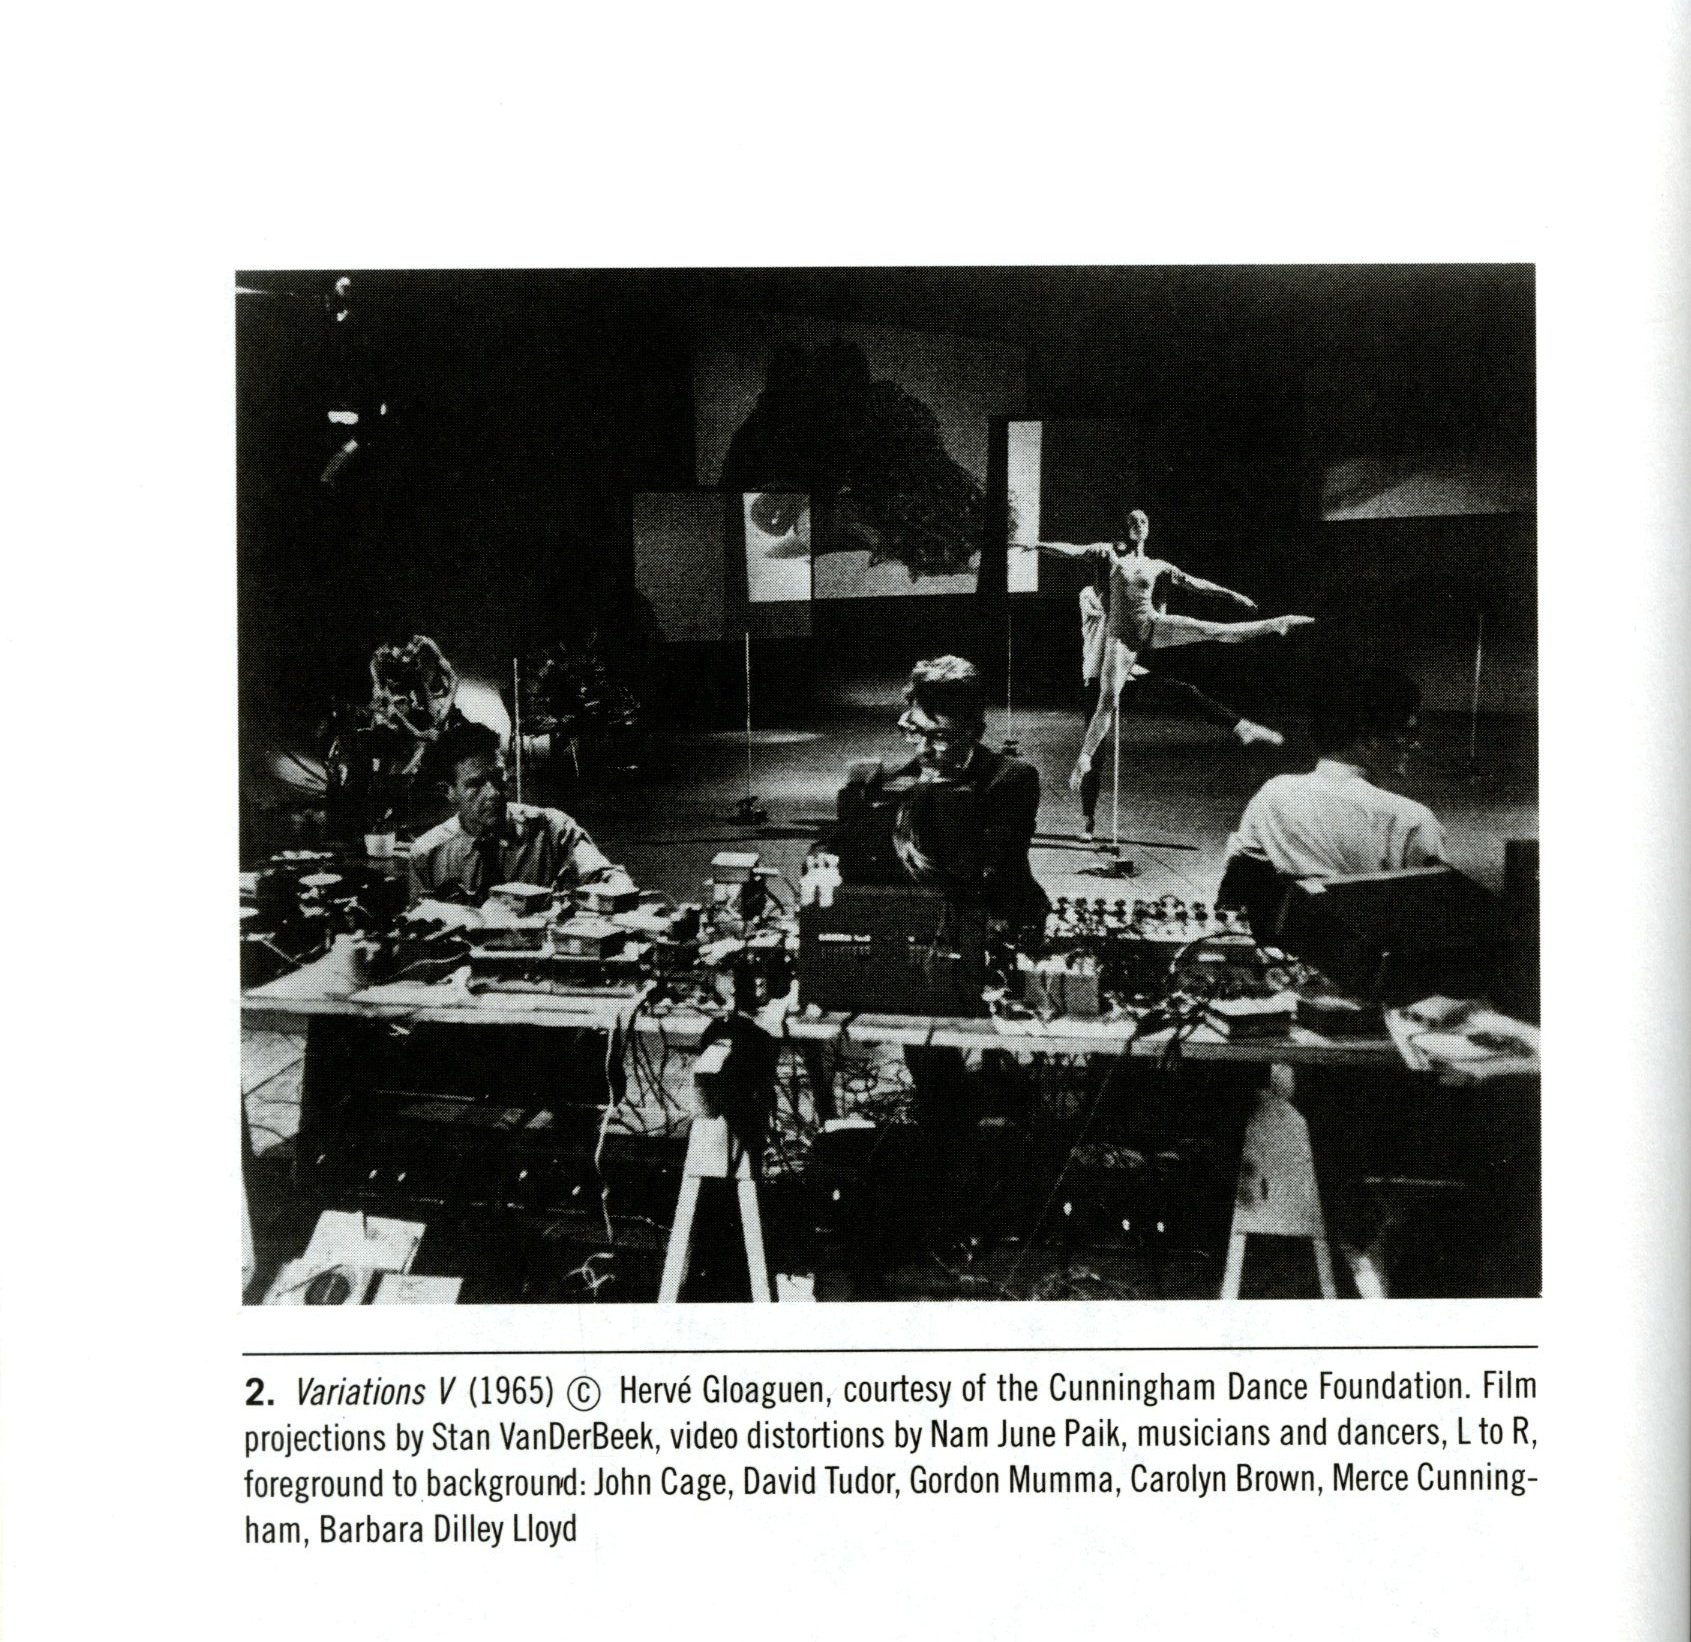 2. Variations V (1965) © Hervé Gloaguen, courtesy of the Cunningham Dance Foundation. Film
projections by Stan VanDerBeek, video distortions by Nam June Paik, musicians and dancers, L to R,
foreground to background: John Cage, David Tudor, Gordon Mumma, Carolyn Brown, Merce Cunning-
ham, Barbara Dilley Lloyd